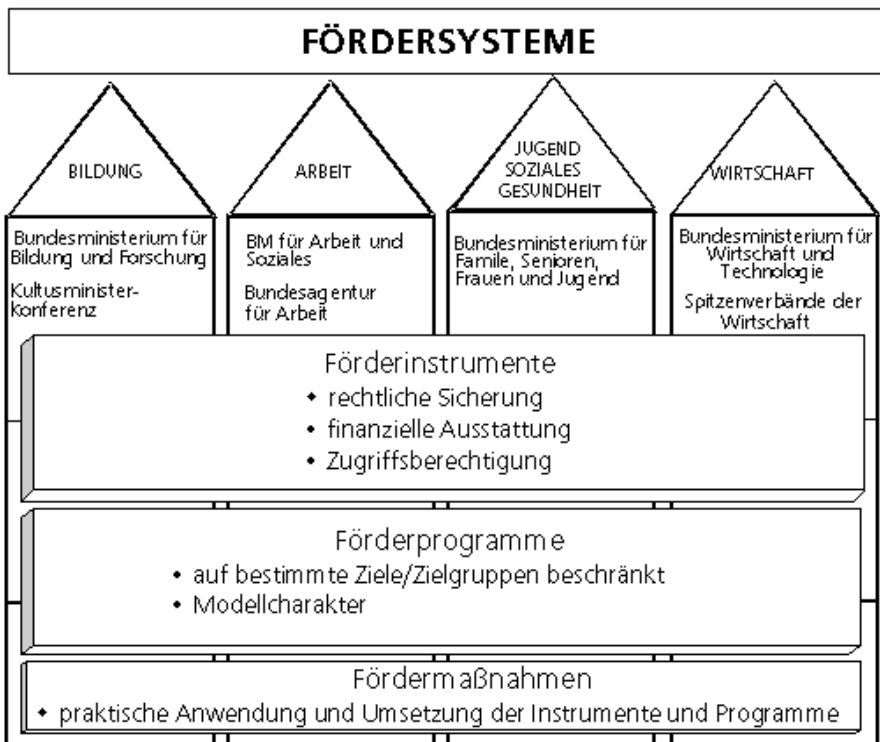 FÖRDERSYSTEME
BILDUNG
ARBEIT
JUGEND
SOZIALES
GESUNDHEIT
WIRTSCHAFT
Bundesministerium für
Bildung und Forschung
Kultusminister-
konferenz
BM für Arbeit und
Soziales
Bundesagentur
für Arbeit
Bundesministerium für
Famile, Senioren,
Frauen und Jugend
Bundesministerium für
Wirtschaft und
Technologie
Spitzenverbände der
Wirtschaft
Förderinstrumente
• rechtliche Sicherung
• finanzielle Ausstattung
• Zugriffsberechtigung
Förderprogramme
• auf bestimmte Ziele/Zielgruppen beschränkt
• Modellcharakter
Fördermaßnahmen
• praktische Anwendung und Umsetzung der Instrumente und Programme